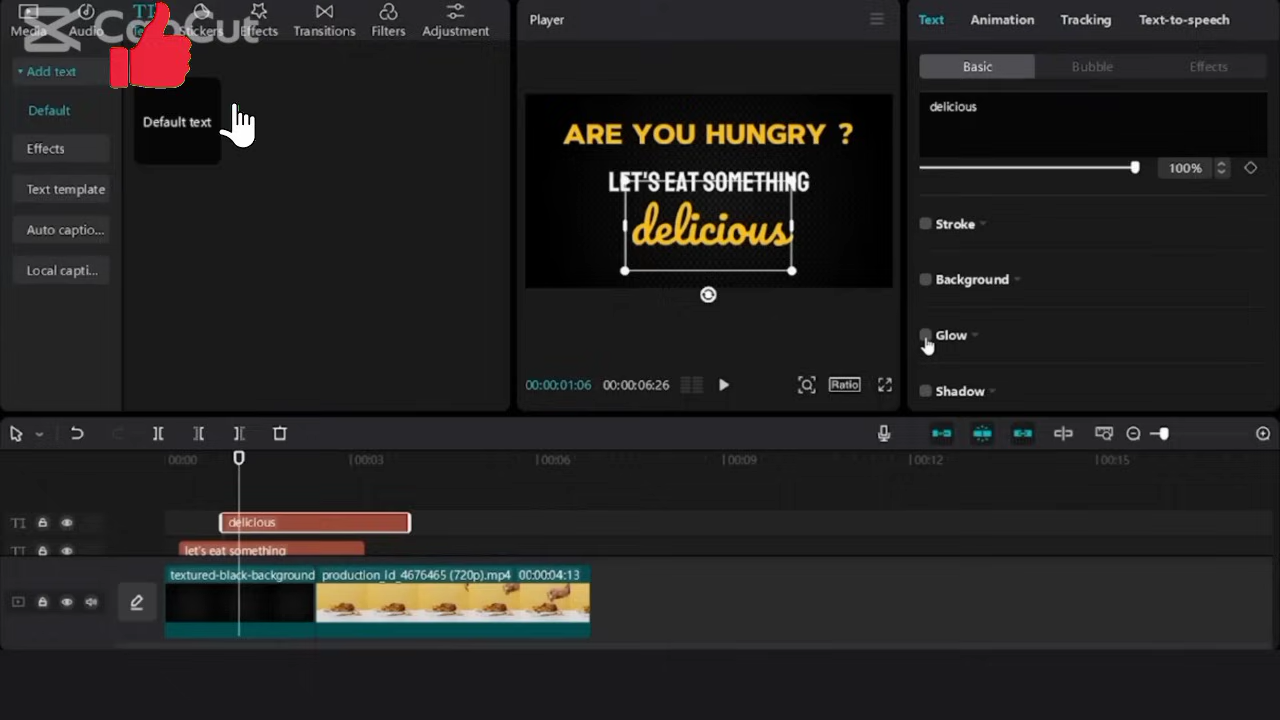 CapCut
Media
Audio
Te
Stickers
Effects
Transitions
Filters
Adjustment
Add text
Default
Effects
Text template
Auto captio...
Local capti...
Default text
Player
ARE YOU HUNGRY ?
LET'S EAT SOMETHING
delicious
00:00:01:06 00:00:06:26
Ratio
Text Animation Tracking Text-to-speech
Basic Bubble Effects
delicious
100%
Stroke
Background
Glow
Shadow
00:00 |00:03 |00:06 |00:09 |00:12 |00:15
TI delicious
TI let's eat something
textured-black-background production_id_4676465 (720p).mp4 00:00:04:13